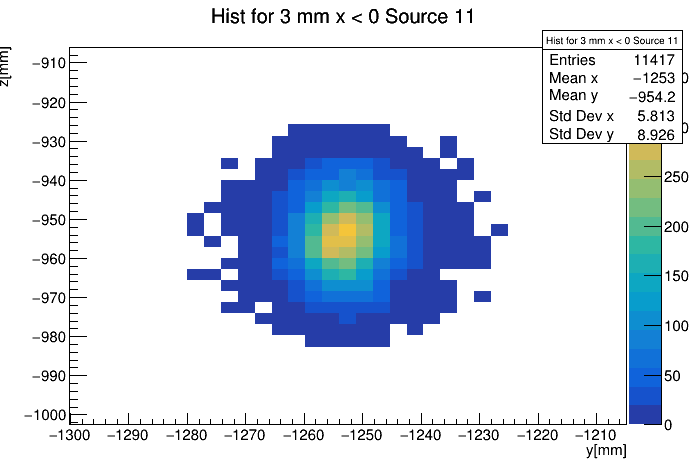 Hist for 3 mm x < 0 Source 11
z[mm]
Hist for 3 mm x < 0 Source 11
Entries 11417
Mean x −1253
Mean y −954.2
Std Dev x 5.813
Std Dev y 8.926
−910
−920
−930
−940
−950
−960
−970
−980
−990
−1000
250
200
150
100
50
0
−1300 −1290 −1280 −1270 −1260 −1250 −1240 −1230 −1220 −1210
y[mm]